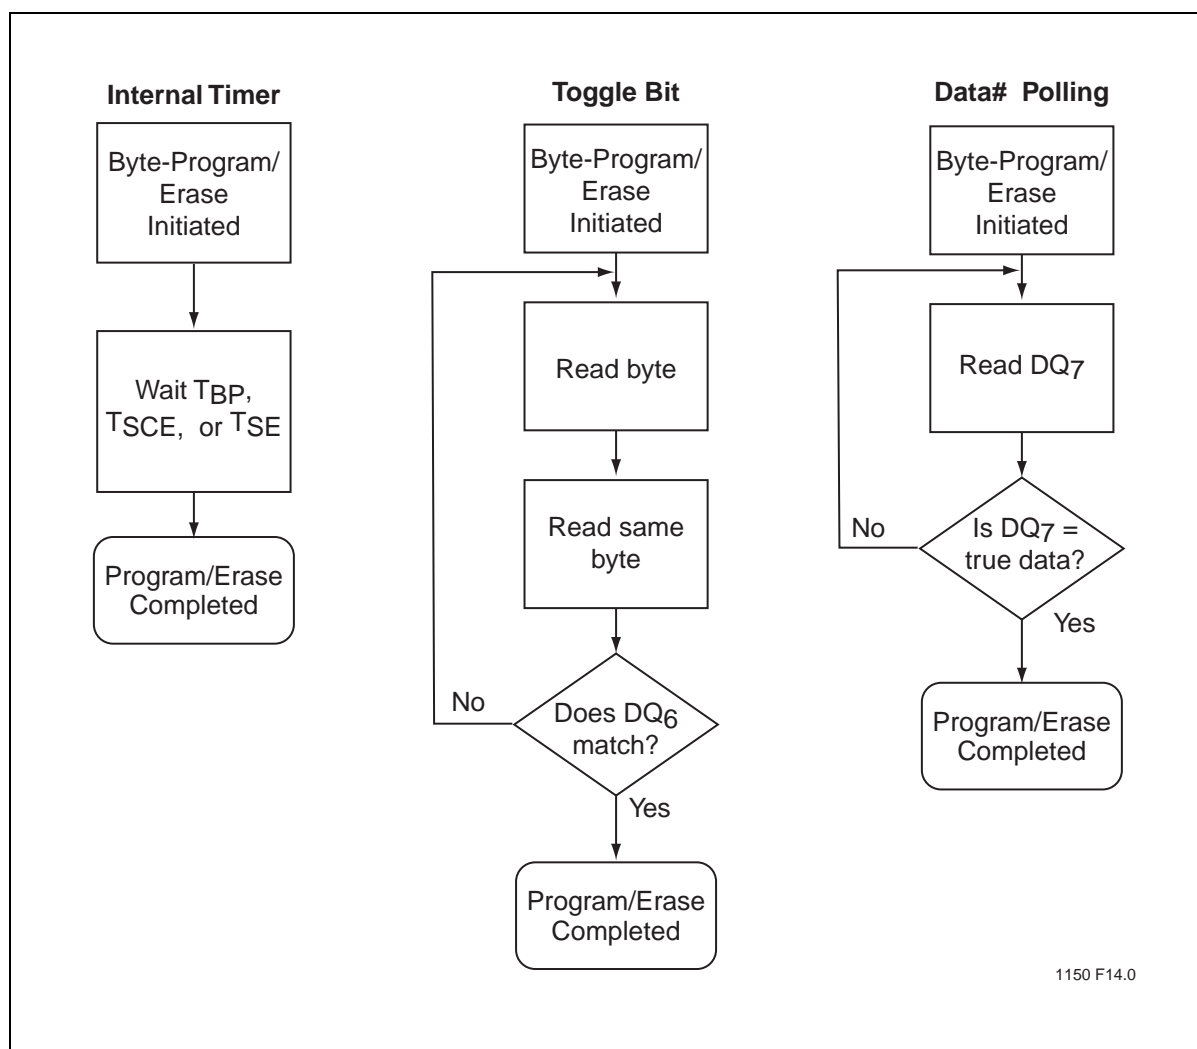 Internal Timer
Byte-Program/
Erase
Initiated
Wait TBP,
TSCE, or TSE
Program/Erase
Completed
Toggle Bit
Byte-Program/
Erase
Initiated
Read byte
Read same
byte
No
Does DQ6
match?
Yes
Program/Erase
Completed
Data# Polling
Byte-Program/
Erase
Initiated
Read DQ7
No
Is DQ7 =
true data?
Yes
Program/Erase
Completed
1150 F14.0